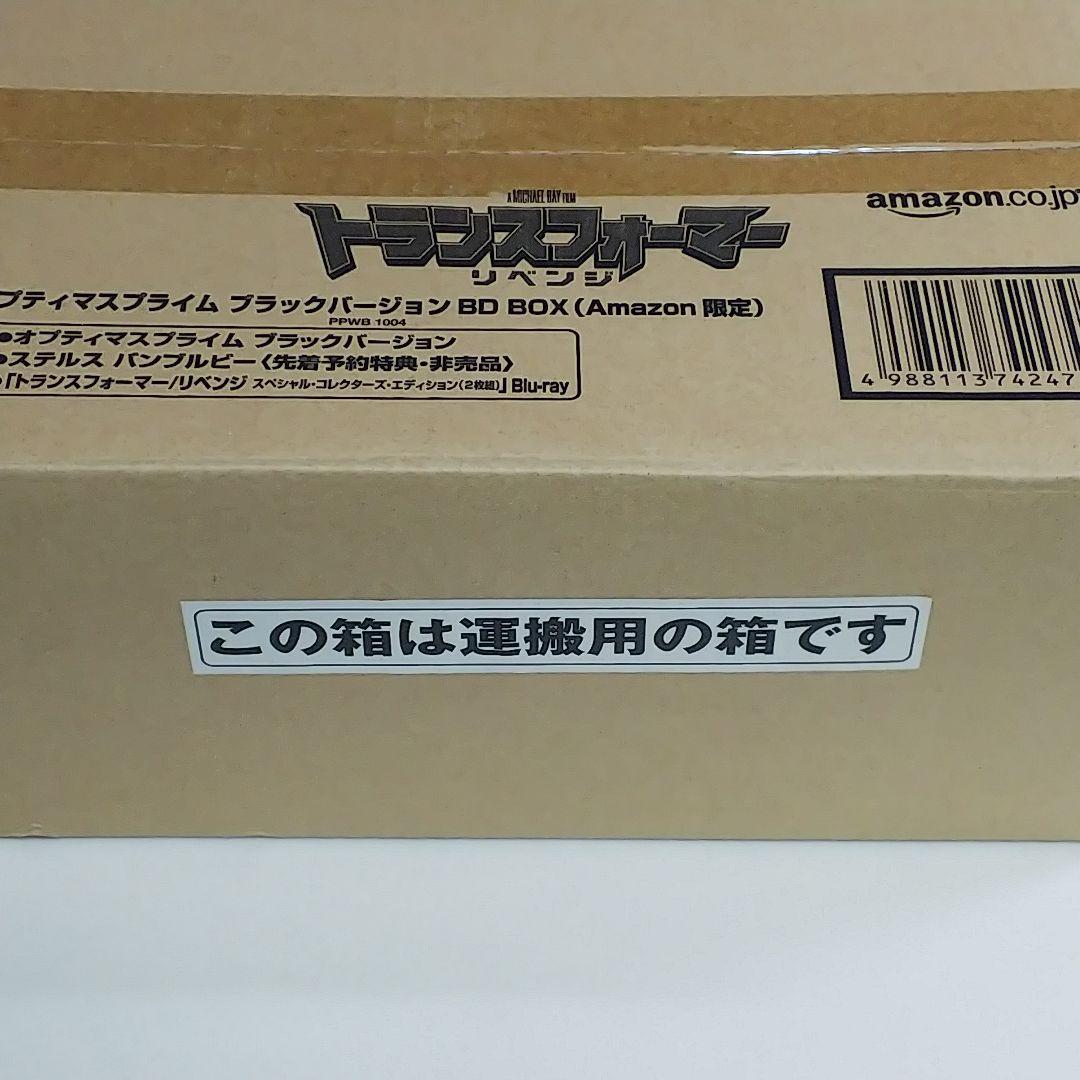 A MICHAEL BAY FILM
トランスフォーマー
リベンジ
amazon.co.jp
プティマスプライム ブラックバージョン BD BOX(Amazon 限定)
PPWB 1004
●オプティマスプライム ブラックバージョン
●ステルス バンブルビー〈先着予約特典・非売品〉
●「トランスフォーマー/リベンジ スペシャル・コレクターズ・エディション(2枚組)」Blu-ray
4 988113 74247
この箱は運搬用の箱です